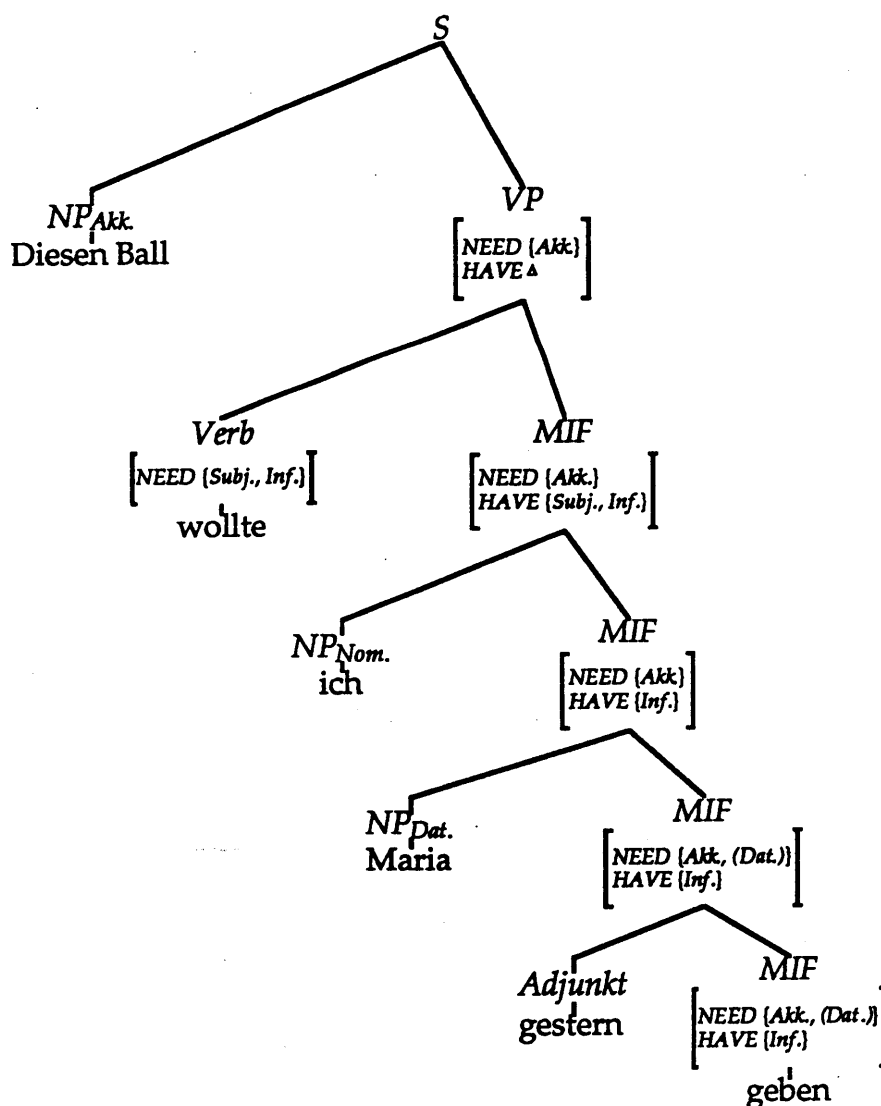 S
NP Akk.
Diesen Ball
VP
[NEED {Akk.}
HAVE ∆]
Verb
[NEED {Subj., Inf.}]
wollte
MIF
[NEED {Akk.}
HAVE {Subj., Inf.}]
NP Nom.
ich
MIF
[NEED {Akk}
HAVE {Inf.}]
NP Dat.
Maria
MIF
[NEED {Akk, (Dat.)}
HAVE {Inf.}]
Adjunkt
gestern
MIF
[NEED {Akk., (Dat.)}
HAVE {Inf.}]
geben